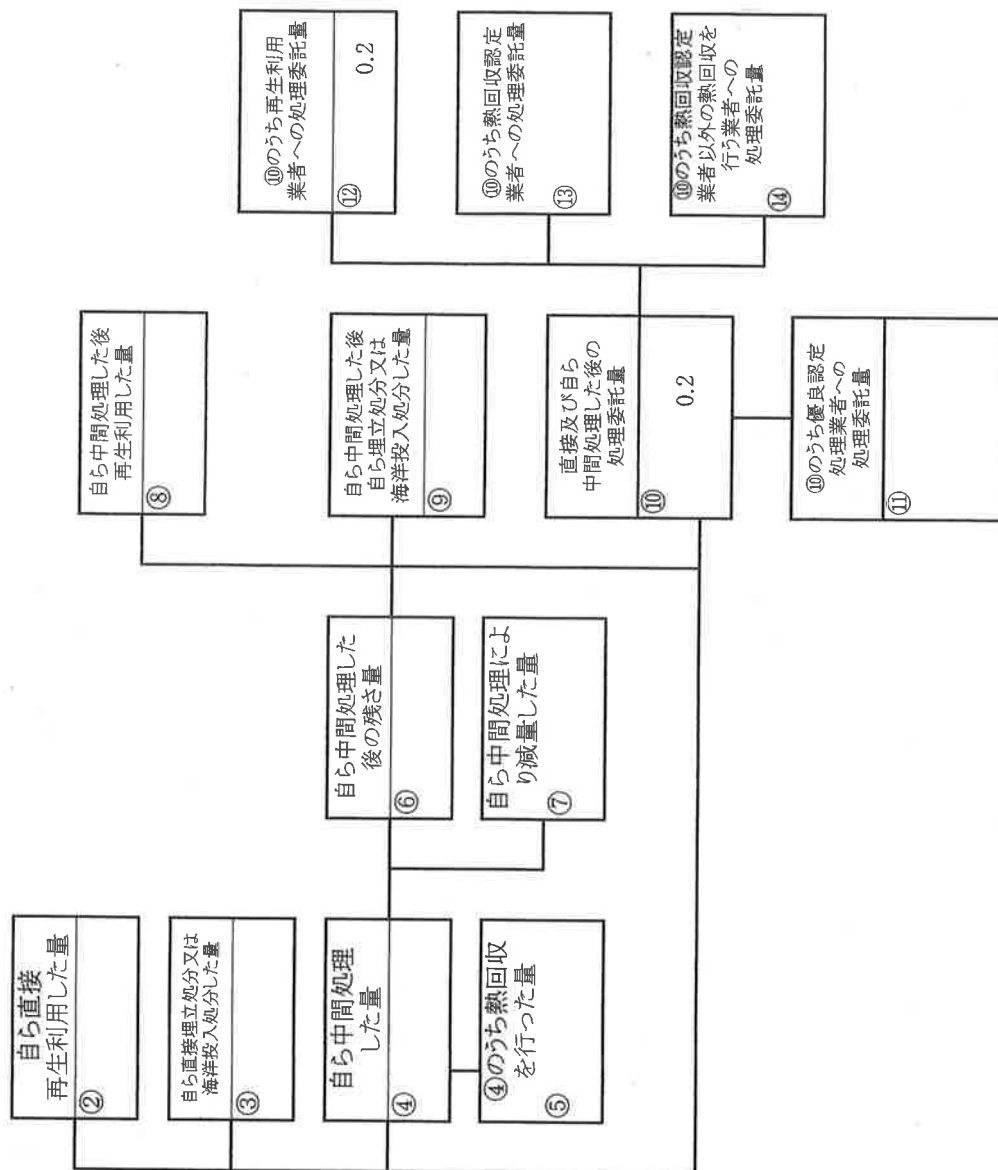 自ら直接
再生利用した量
②
自ら直接埋立処分又は
海洋投入処分した量
③
自ら中間処理
した量
④
④のうち熱回収
を行った量
⑤
自ら中間処理した
後の残さ量
⑥
自ら中間処理によ
り減量した量
⑦
自ら中間処理した後
再生利用した量
⑧
自ら中間処理した後
自ら埋立処分又は
海洋投入処分した量
⑨
直接及び自ら
中間処理した後の
処理委託量
⑩
0.2
⑩のうち優良認定
処理業者への
処理委託量
⑪
⑩のうち再生利用
業者への処理委託量
⑫
0.2
⑩のうち熱回収認定
業者への処理委託量
⑬
⑩のうち熱回収認定
業者以外の熱回収を
行う業者への
処理委託量
⑭